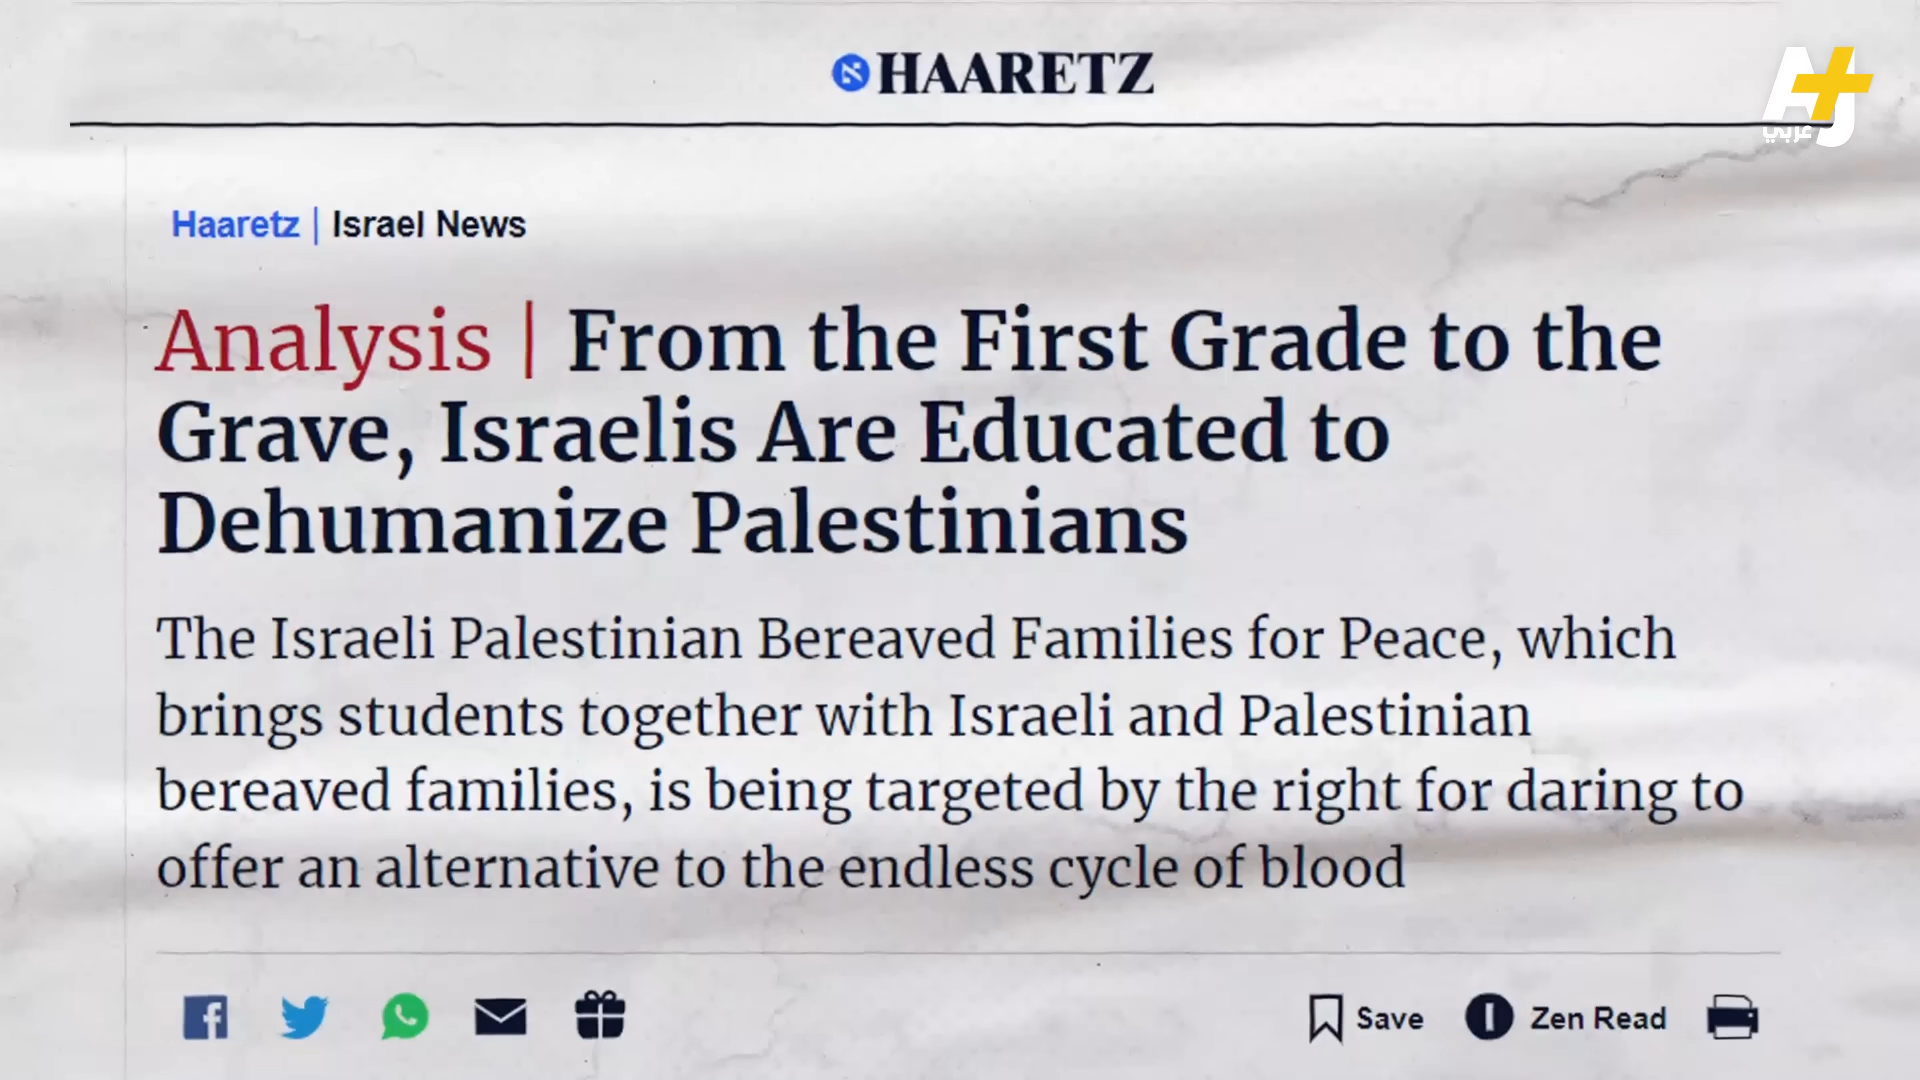 HAARETZ
عربي
Haaretz | Israel News
Analysis | From the First Grade to the
Grave, Israelis Are Educated to
Dehumanize Palestinians
The Israeli Palestinian Bereaved Families for Peace, which
brings students together with Israeli and Palestinian
bereaved families, is being targeted by the right for daring to
offer an alternative to the endless cycle of blood
Save
Zen Read